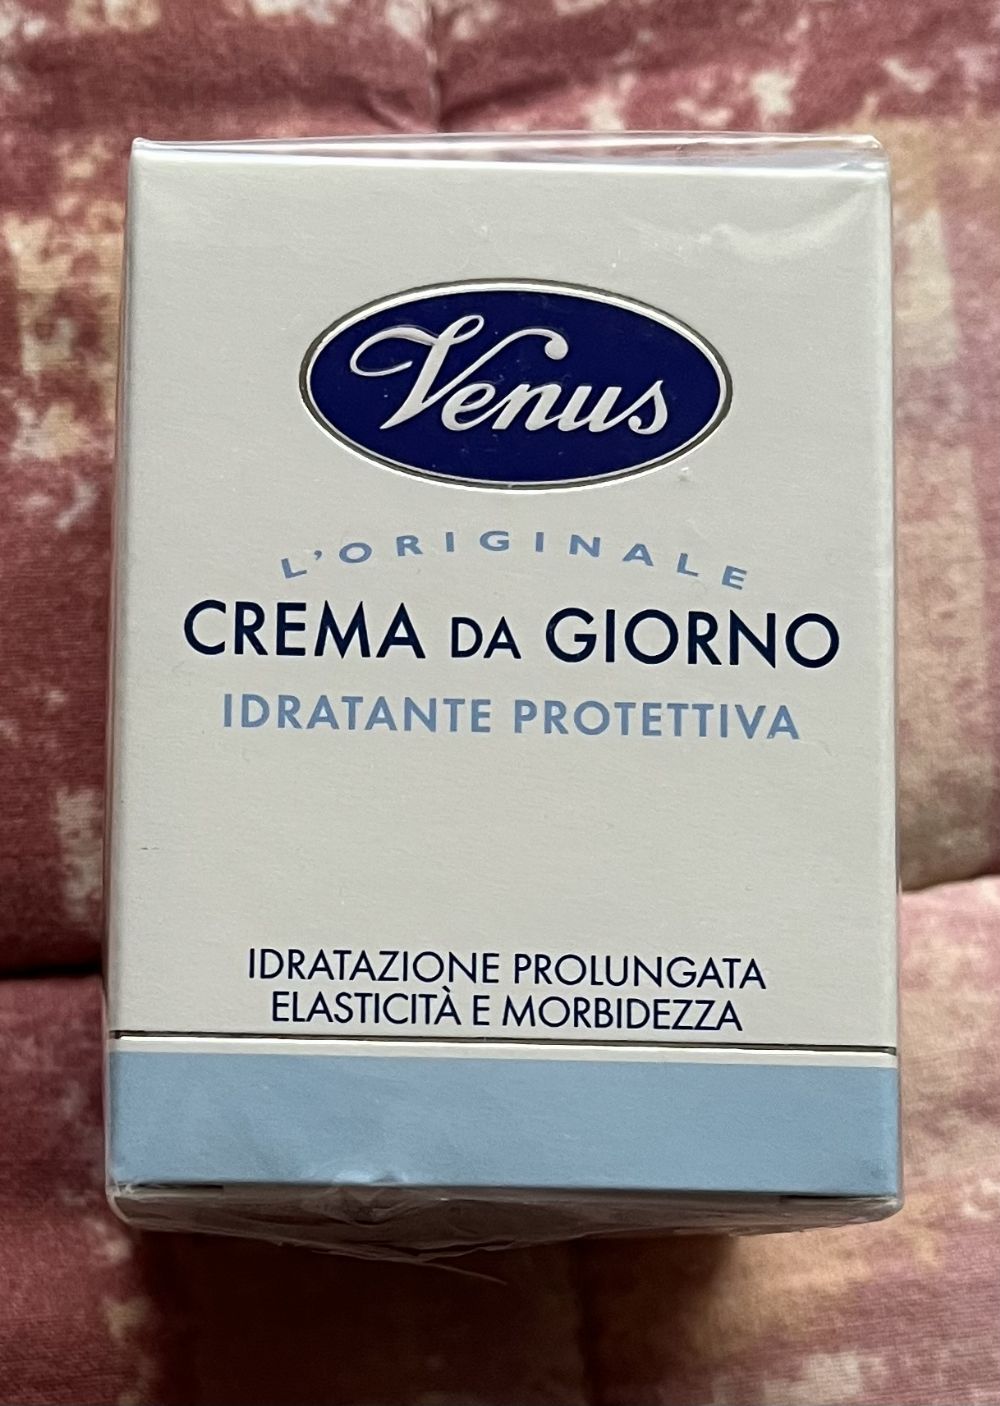 Venus
L'ORIGINALE
CREMA DA GIORNO
IDRATANTE PROTETTIVA
IDRATAZIONE PROLUNGATA
ELASTICITÀ E MORBIDEZZA